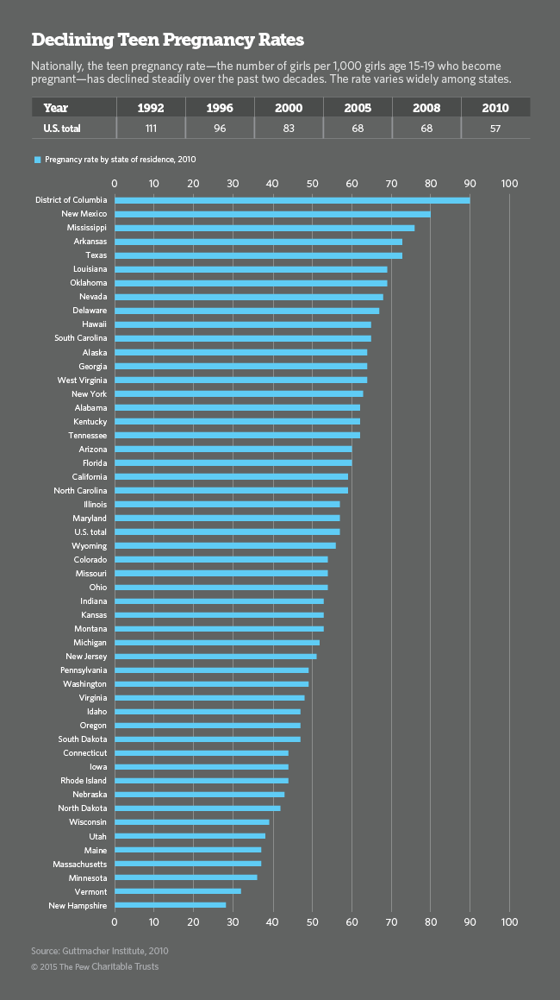 Declining Teen Pregnancy Rates
Nationally, the teen pregnancy rate—the number of girls per 1,000 girls age 15-19 who become
pregnant—has declined steadily over the past two decades. The rate varies widely among states.
Year 1992 1996 2000 2005 2008 2010
U.S. total 111 96 83 68 68 57
Pregnancy rate by state of residence, 2010
0 10 20 30 40 50 60 70 80 90 100
District of Columbia
New Mexico
Mississippi
Arkansas
Texas
Louisiana
Oklahoma
Nevada
Delaware
Hawaii
South Carolina
Alaska
Georgia
West Virginia
New York
Alabama
Kentucky
Tennessee
Arizona
Florida
California
North Carolina
Illinois
Maryland
U.S. total
Wyoming
Colorado
Missouri
Ohio
Indiana
Kansas
Montana
Michigan
New Jersey
Pennsylvania
Washington
Virginia
Idaho
Oregon
South Dakota
Connecticut
Iowa
Rhode Island
Nebraska
North Dakota
Wisconsin
Utah
Maine
Massachusetts
Minnesota
Vermont
New Hampshire
0 10 20 30 40 50 60 70 80 90 100
Source: Guttmacher Institute, 2010
© 2015 The Pew Charitable Trusts